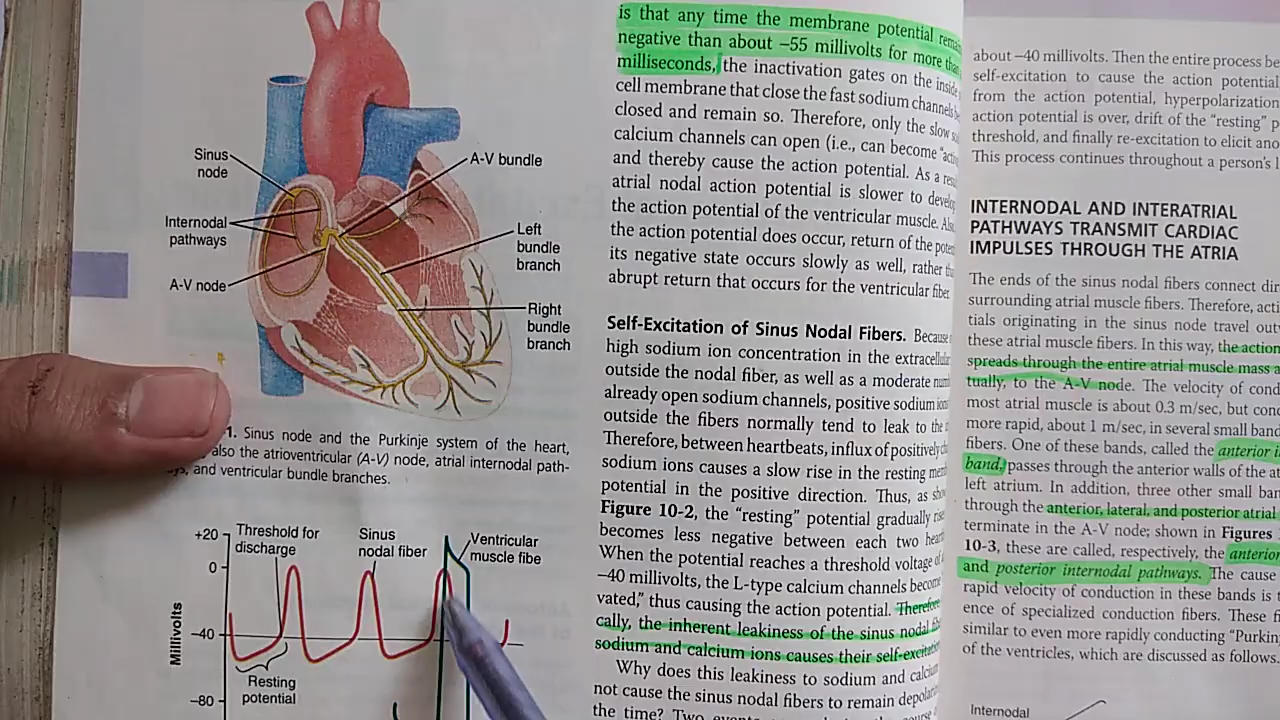 Sinus
node
Internodal
pathways
A-V node
A-V bundle
Left
bundle
branch
Right
bundle
branch
1. Sinus node and the Purkinje system of the heart,
also the atrioventricular (A-V) node, atrial internodal path-
and ventricular bundle branches.
+20
0
−40
−80
Millivolts
Threshold for
discharge
Sinus
nodal fiber
Ventricular
muscle fibe
Resting
potential
is that any time the membrane potential
negative than about −55 millivolts for more
milliseconds, the inactivation gates on the
cell membrane that close the fast sodium channels
closed and remain so. Therefore, only the slow
calcium channels can open (i.e., can become
and thereby cause the action potential. As a
atrial nodal action potential is slower to
the action potential of the ventricular muscle.
the action potential does occur, return of the
its negative state occurs slowly as well, rather
abrupt return that occurs for the ventricular fiber
Self-Excitation of Sinus Nodal Fibers. Because
high sodium ion concentration in the
outside the nodal fiber, as well as a moderate
already open sodium channels, positive sodium
outside the fibers normally tend to leak to the
Therefore, between heartbeats, influx of positively
sodium ions causes a slow rise in the resting
potential in the positive direction. Thus, as
Figure 10-2, the “resting” potential gradually
becomes less negative between each two
When the potential reaches a threshold voltage
−40 millivolts, the L-type calcium channels become
vated,” thus causing the action potential. Therefore
cally, the inherent leakiness of the sinus nodal
sodium and calcium ions causes their
Why does this leakiness to sodium and calcium
not cause the sinus nodal fibers to remain
the time? Two
about −40 millivolts. Then the entire process
self-excitation to cause the action potential
from the action potential, hyperpolarization
action potential is over, drift of the “resting”
threshold, and finally re-excitation to elicit
This process continues throughout a person's
INTERNODAL AND INTERATRIAL
PATHWAYS TRANSMIT CARDIAC
IMPULSES THROUGH THE ATRIA
The ends of the sinus nodal fibers connect
surrounding atrial muscle fibers. Therefore,
tials originating in the sinus node travel
these atrial muscle fibers. In this way, the action
spreads through the entire atrial muscle mass
tually, to the A-V node. The velocity of
most atrial muscle is about 0.3 m/sec, but
more rapid, about 1 m/sec, in several small
fibers. One of these bands, called the anterior
band, passes through the anterior walls of the
left atrium. In addition, three other small
through the anterior, lateral, and posterior atrial
terminate in the A-V node; shown in Figures
10-3, these are called, respectively, the anterior
and posterior internodal pathways. The cause
rapid velocity of conduction in these bands is
ence of specialized conduction fibers. These
similar to even more rapidly conducting
of the ventricles, which are discussed as follows.
Internodal